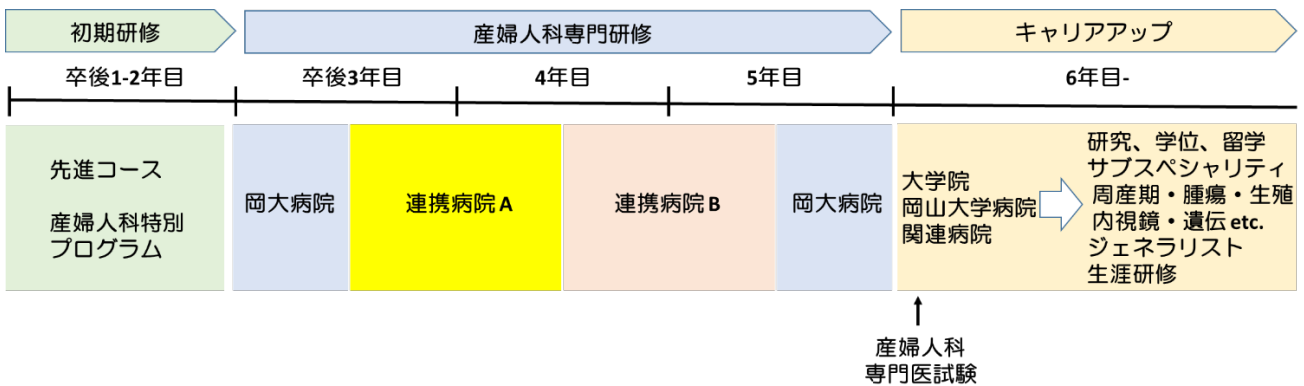 初期研修
産婦人科専門研修
キャリアアップ
卒後1-2年目
卒後3年目
4年目
5年目
6年目-
先進コース
産婦人科特別
プログラム
岡大病院
連携病院 A
連携病院 B
岡大病院
大学院
岡山大学病院
関連病院
研究、学位、留学
サブスペシャリティ
周産期・腫瘍・生殖
内視鏡・遺伝 etc.
ジェネラリスト
生涯研修
産婦人科
専門医試験